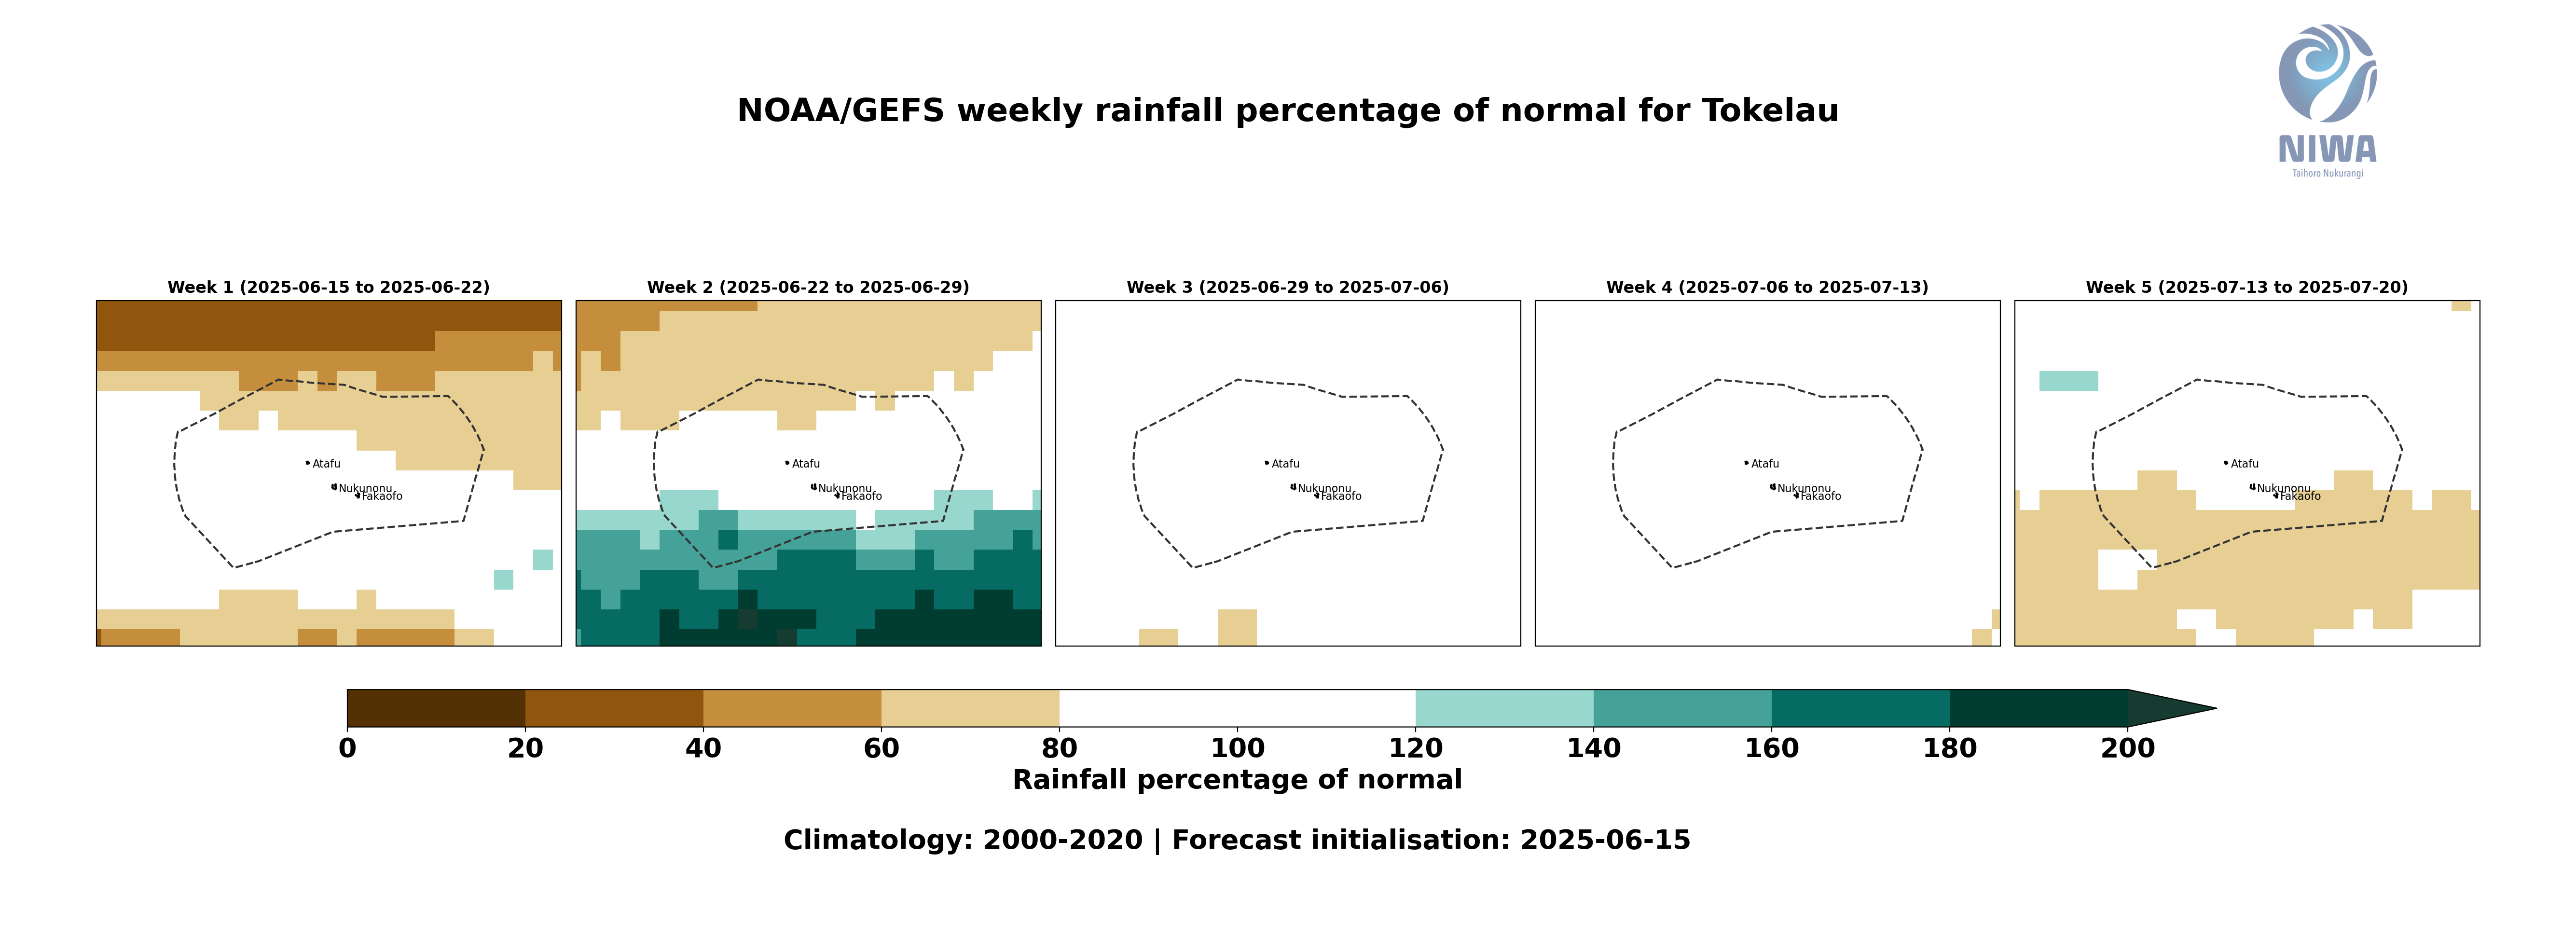 NOAA/GEFS weekly rainfall percentage of normal for Tokelau
NIWA
Taihoro Nukurangi
Week 1 (2025-06-15 to 2025-06-22)
Week 2 (2025-06-22 to 2025-06-29)
Week 3 (2025-06-29 to 2025-07-06)
Week 4 (2025-07-06 to 2025-07-13)
Week 5 (2025-07-13 to 2025-07-20)
Atafu
Nukunonu
Fakaofo
Atafu
Nukunonu
Fakaofo
Atafu
Nukunonu
Fakaofo
Atafu
Nukunonu
Fakaofo
Atafu
Nukunonu
Fakaofo
0 20 40 60 80 100 120 140 160 180 200
Rainfall percentage of normal
Climatology: 2000-2020 | Forecast initialisation: 2025-06-15